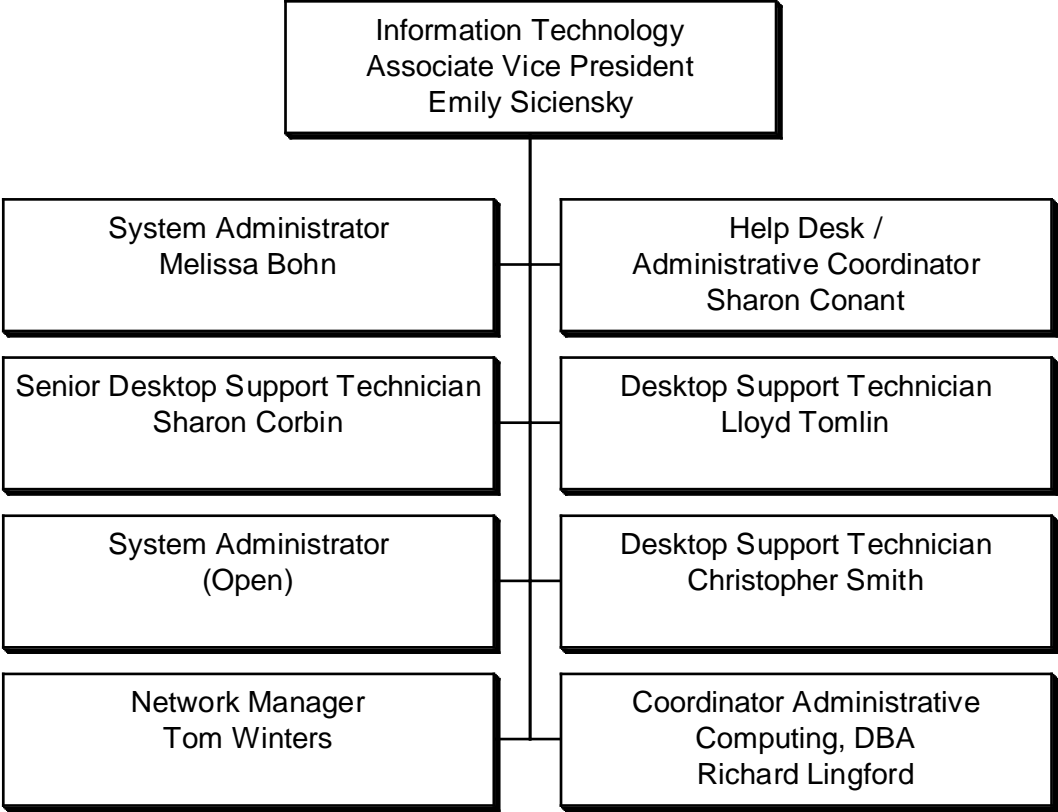 Information Technology
Associate Vice President
Emily Siciensky
System Administrator
Melissa Bohn
Help Desk /
Administrative Coordinator
Sharon Conant
Senior Desktop Support Technician
Sharon Corbin
Desktop Support Technician
Lloyd Tomlin
System Administrator
(Open)
Desktop Support Technician
Christopher Smith
Network Manager
Tom Winters
Coordinator Administrative
Computing, DBA
Richard Lingford